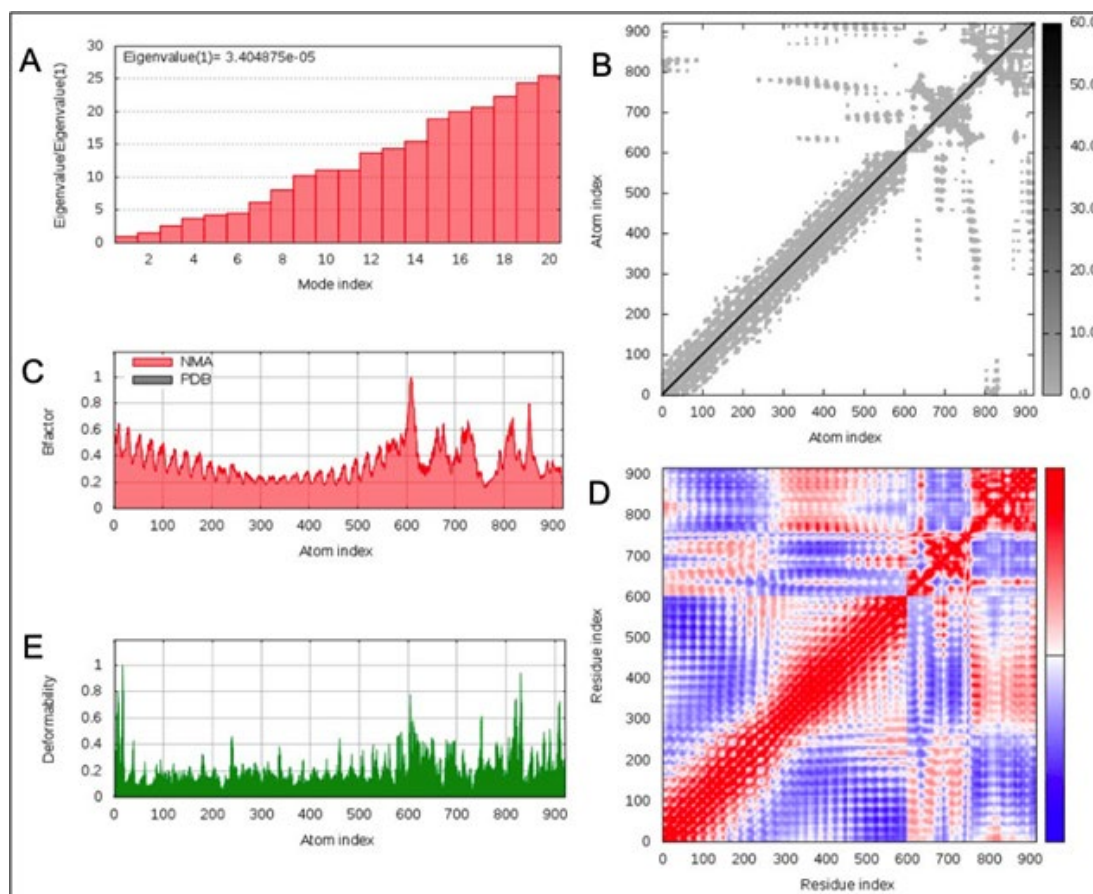 A
Eigenvalue(1)= 3.404875e-05
Eigenvalue/Eigenvalue(1)
30
25
20
15
10
5
0
2 4 6 8 10 12 14 16 18 20
Mode index
B
Atom index
900
800
700
600
500
400
300
200
100
0
0 100 200 300 400 500 600 700 800 900
Atom index
60.0
50.0
40.0
30.0
20.0
10.0
0.0
C
NMA
PDB
Bfactor
1
0.8
0.6
0.4
0.2
0
0 100 200 300 400 500 600 700 800 900
Atom index
D
Residue index
900
800
700
600
500
400
300
200
100
0
0 100 200 300 400 500 600 700 800 900
Residue index
E
Deformability
1
0.8
0.6
0.4
0.2
0
0 100 200 300 400 500 600 700 800 900
Atom index